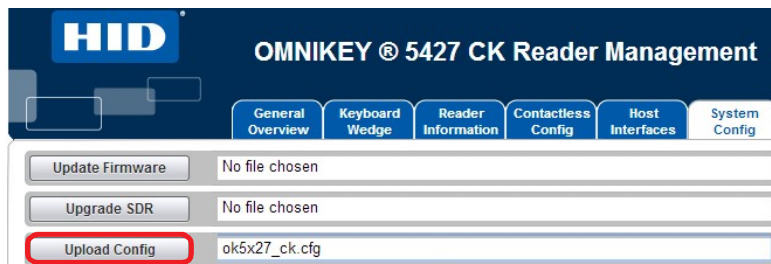 HID
OMNIKEY ® 5427 CK Reader Management
General Overview
Keyboard Wedge
Reader Information
Contactless Config
Host Interfaces
System Config
Update Firmware No file chosen
Upgrade SDR No file chosen
Upload Config ok5x27_ck.cfg